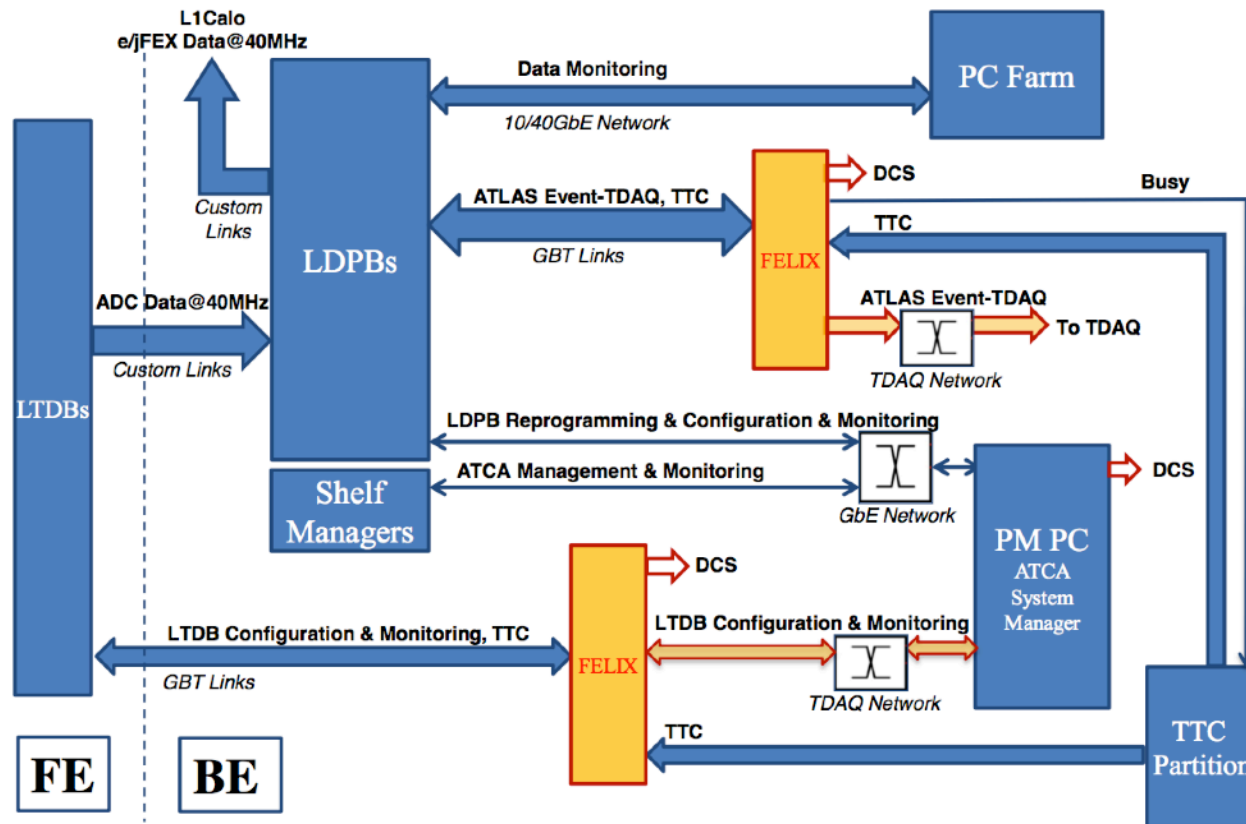 L1Calo
e/jFEX Data@40MHz
Data Monitoring
10/40GbE Network
PC Farm
DCS
Busy
Custom
Links
ATLAS Event-TDAQ, TTC
GBT Links
TTC
LDPBs
FELIX
ADC Data@40MHz
Custom Links
ATLAS Event-TDAQ
To TDAQ
TDAQ Network
LTDBs
LDPB Reprogramming & Configuration & Monitoring
ATCA Management & Monitoring
GbE Network
DCS
Shelf
Managers
PM PC
ATCA
System
Manager
DCS
LTDB Configuration & Monitoring, TTC
GBT Links
FELIX
LTDB Configuration & Monitoring
TDAQ Network
TTC
TTC
Partition
FE
BE